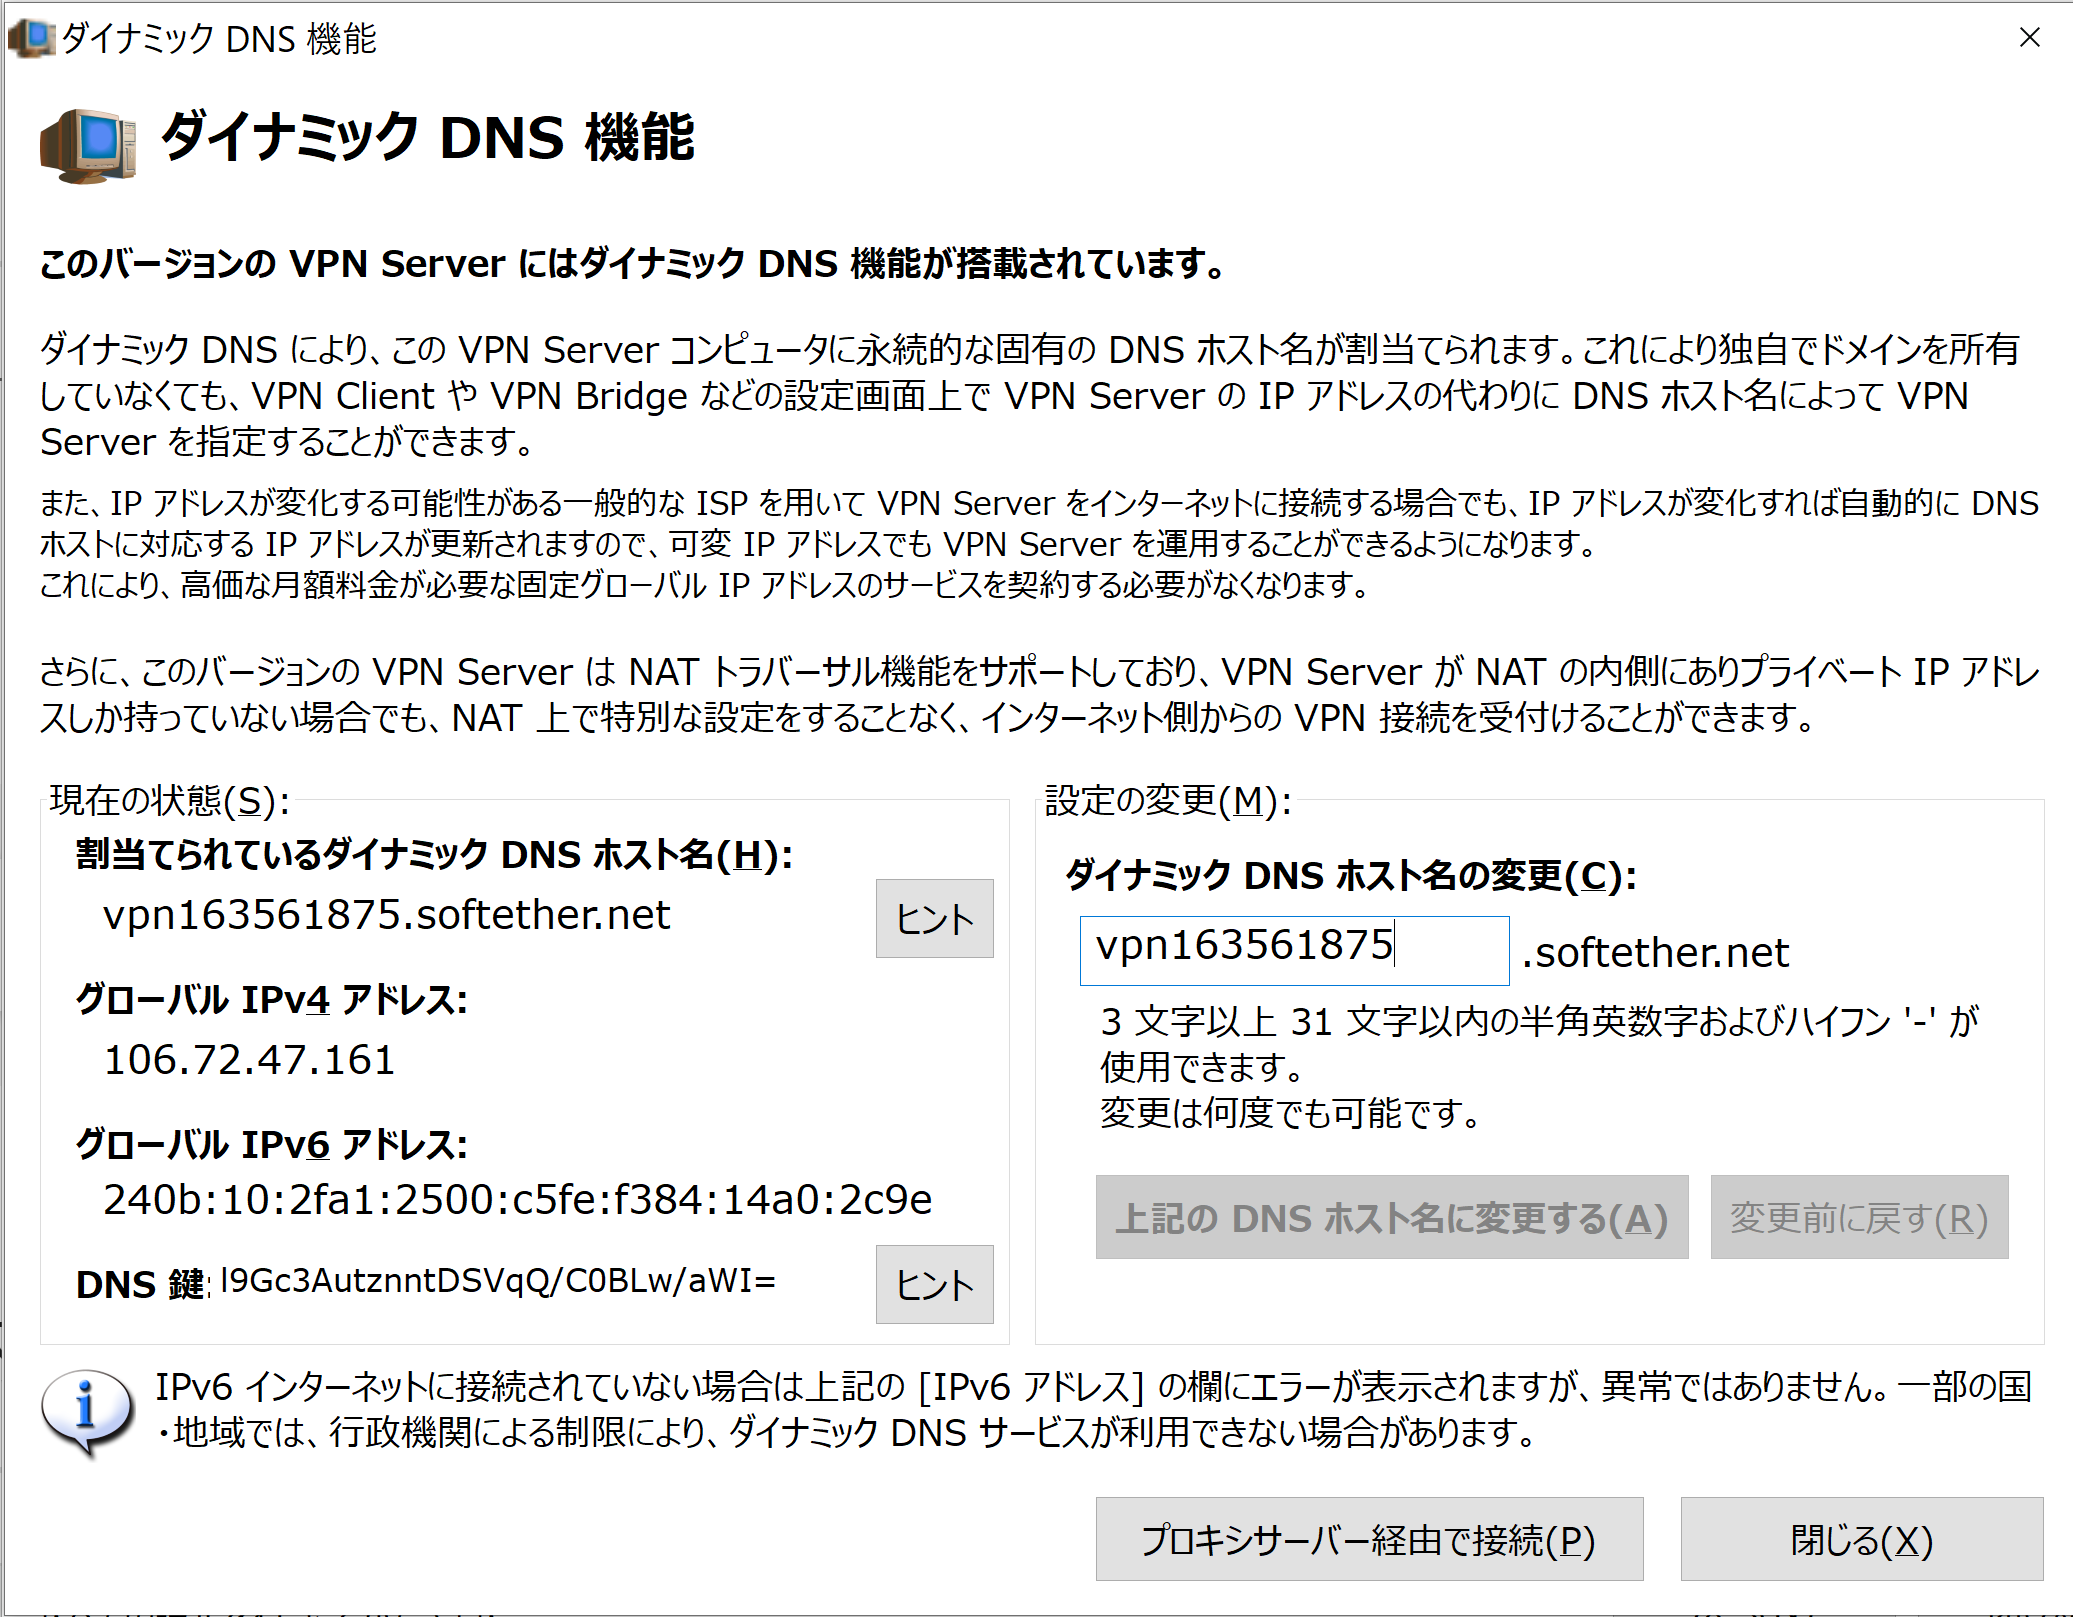 ダイナミック DNS 機能
ダイナミック DNS 機能
このバージョンの VPN Server にはダイナミック DNS 機能が搭載されています。
ダイナミック DNS により、この VPN Server コンピュータに永続的な固有の DNS ホスト名が割当てられます。これにより独自でドメインを所有
していなくても、VPN Client や VPN Bridge などの設定画面上で VPN Server の IP アドレスの代わりに DNS ホスト名によって VPN
Server を指定することができます。
また、IP アドレスが変化する可能性がある一般的な ISP を用いて VPN Server をインターネットに接続する場合でも、IP アドレスが変化すれば自動的に DNS
ホストに対応する IP アドレスが更新されますので、可変 IP アドレスでも VPN Server を運用することができるようになります。
これにより、高価な月額料金が必要な固定グローバル IP アドレスのサービスを契約する必要がなくなります。
さらに、このバージョンの VPN Server は NAT トラバーサル機能をサポートしており、VPN Server が NAT の内側にありプライベート IP アドレ
スしか持っていない場合でも、NAT 上で特別な設定をすることなく、インターネット側からの VPN 接続を受付けることができます。
現在の状態(S):
割当てられているダイナミック DNS ホスト名(H):
vpn163561875.softether.net
ヒント
グローバル IPv4 アドレス:
106.72.47.161
グローバル IPv6 アドレス:
240b:10:2fa1:2500:c5fe:f384:14a0:2c9e
DNS 鍵: l9Gc3AutznntDSVqQ/C0BLw/aWI=
ヒント
設定の変更(M):
ダイナミック DNS ホスト名の変更(C):
vpn163561875 .softether.net
3 文字以上 31 文字以内の半角英数字およびハイフン '-' が
使用できます。
変更は何度でも可能です。
上記の DNS ホスト名に変更する(A)
変更前に戻す(R)
IPv6 インターネットに接続されていない場合は上記の [IPv6 アドレス] の欄にエラーが表示されますが、異常ではありません。一部の国
・地域では、行政機関による制限により、ダイナミック DNS サービスが利用できない場合があります。
プロキシサーバー経由で接続(P)
閉じる(X)